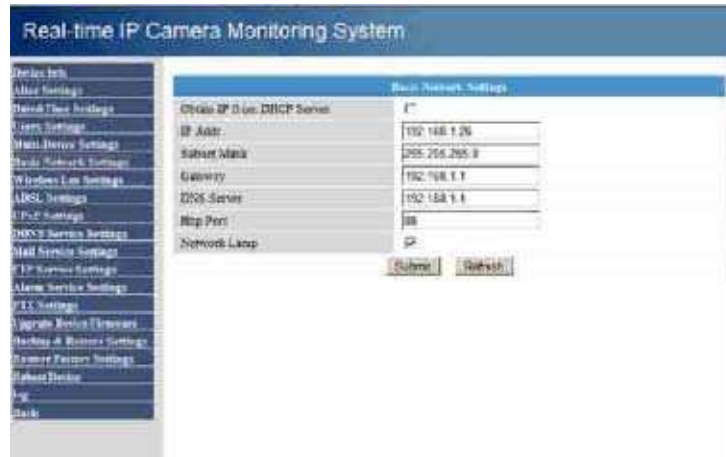 Real-time IP Camera Monitoring System
Device Info
Alias Settings
Date&Time Settings
Users Settings
Multi-Device Settings
Basic Network Settings
Wireless Lan Settings
ADSL Settings
UPnP Settings
DDNS Service Settings
Mail Service Settings
FTP Service Settings
Alarm Service Settings
PTZ Settings
Upgrade Device Firmware
Backup & Restore Settings
Restore Factory Settings
Reboot Device
Log
Back
Basic Network Settings
Obtain IP from DHCP Server
IP Addr 192.168.1.26
Subnet Mask 255.255.255.0
Gateway 192.168.1.1
DNS Server 192.168.1.1
Http Port
Network Lamp
Submit Refresh